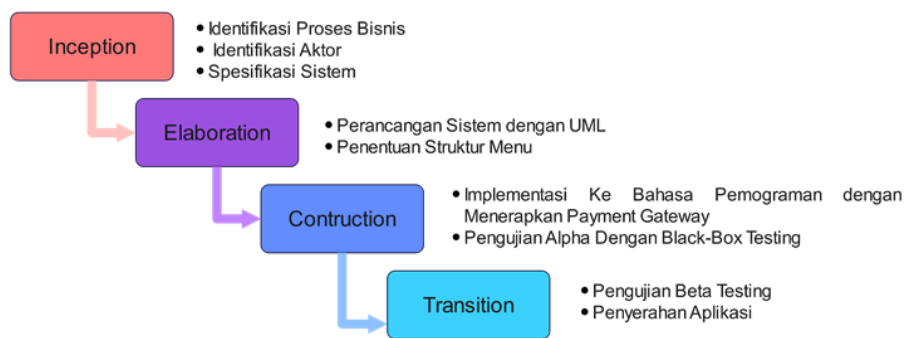 Inception
• Identifikasi Proses Bisnis
• Identifikasi Aktor
• Spesifikasi Sistem
Elaboration
• Perancangan Sistem dengan UML
• Penentuan Struktur Menu
Contruction
• Implementasi Ke Bahasa Pemograman dengan
Menerapkan Payment Gateway
• Pengujian Alpha Dengan Black-Box Testing
Transition
• Pengujian Beta Testing
• Penyerahan Aplikasi